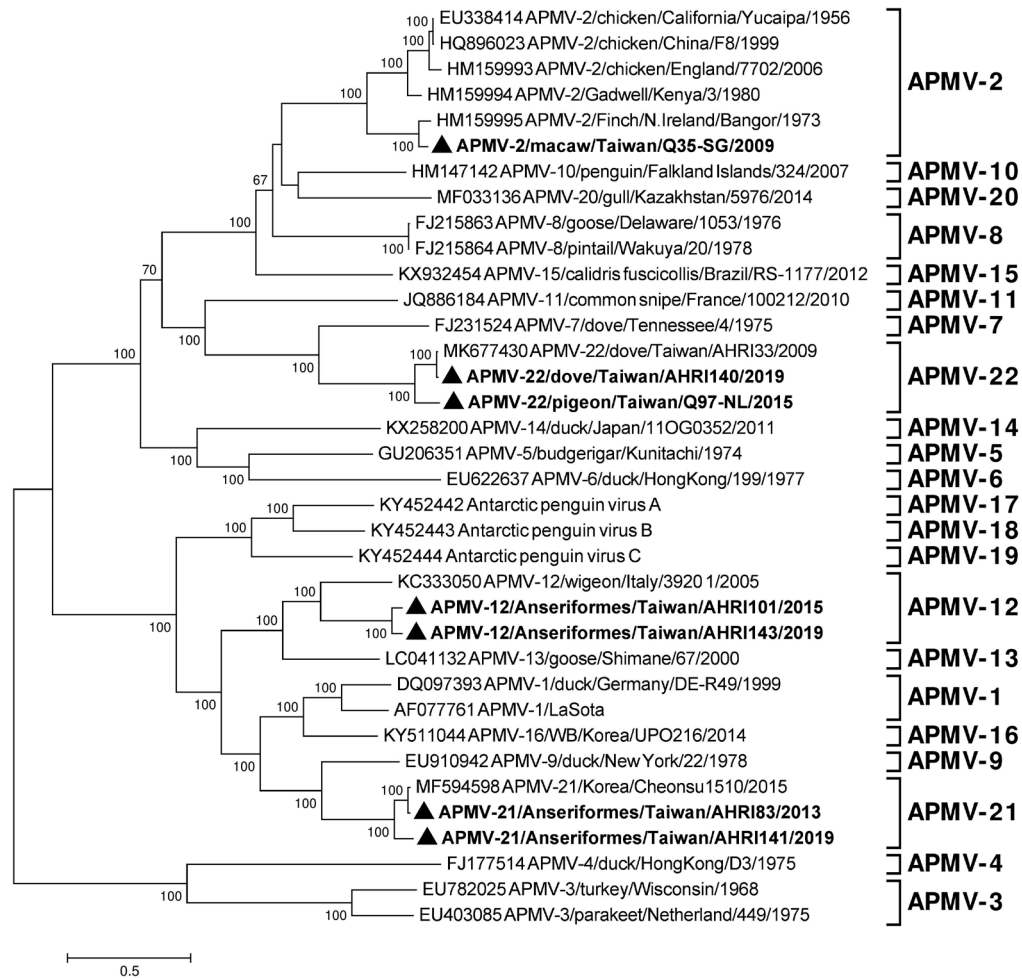 EU338414 APMV-2/chicken/California/Yucaipa/1956
100
HQ896023 APMV-2/chicken/China/F8/1999
100
HM159993 APMV-2/chicken/England/7702/2006
100
APMV-2
HM159994 APMV-2/Gadwell/Kenya/3/1980
100
HM159995 APMV-2/Finch/N.Ireland/Bangor/1973
100
APMV-2/macaw/Taiwan/Q35-SG/2009
HM147142 APMV-10/penguin/Falkland Islands/324/2007
APMV-10
67
MF033136 APMV-20/gull/Kazakhstan/5976/2014
APMV-20
FJ215863 APMV-8/goose/Delaware/1053/1976
100
APMV-8
100
FJ215864 APMV-8/pintail/Wakuya/20/1978
KX932454 APMV-15/calidris fuscicollis/Brazil/RS-1177/2012
APMV-15
70
JQ886184 APMV-11/common snipe/France/100212/2010
APMV-11
FJ231524 APMV-7/dove/Tennessee/4/1975
APMV-7
100
100
MK677430 APMV-22/dove/Taiwan/AHRI33/2009
100
100
APMV-22/dove/Taiwan/AHRI140/2019
APMV-22
100
APMV-22/pigeon/Taiwan/Q97-NL/2015
KX258200 APMV-14/duck/Japan/11OG0352/2011
APMV-14
GU206351 APMV-5/budgerigar/Kunitachi/1974
APMV-5
100
100
EU622637 APMV-6/duck/HongKong/199/1977
APMV-6
KY452442 Antarctic penguin virus A
APMV-17
100
100
KY452443 Antarctic penguin virus B
APMV-18
KY452444 Antarctic penguin virus C
APMV-19
KC333050 APMV-12/wigeon/Italy/3920 1/2005
100
APMV-12/Anseriformes/Taiwan/AHRI101/2015
APMV-12
100
100
100
APMV-12/Anseriformes/Taiwan/AHRI143/2019
LC041132 APMV-13/goose/Shimane/67/2000
APMV-13
DQ097393 APMV-1/duck/Germany/DE-R49/1999
100
APMV-1
100
100
AF077761 APMV-1/LaSota
KY511044 APMV-16/WB/Korea/UPO216/2014
APMV-16
EU910942 APMV-9/duck/New York/22/1978
APMV-9
100
MF594598 APMV-21/Korea/Cheonsu1510/2015
100
100
APMV-21/Anseriformes/Taiwan/AHRI83/2013
APMV-21
100
APMV-21/Anseriformes/Taiwan/AHRI141/2019
FJ177514 APMV-4/duck/HongKong/D3/1975
APMV-4
EU782025 APMV-3/turkey/Wisconsin/1968
100
APMV-3
100
EU403085 APMV-3/parakeet/Netherland/449/1975
0.5